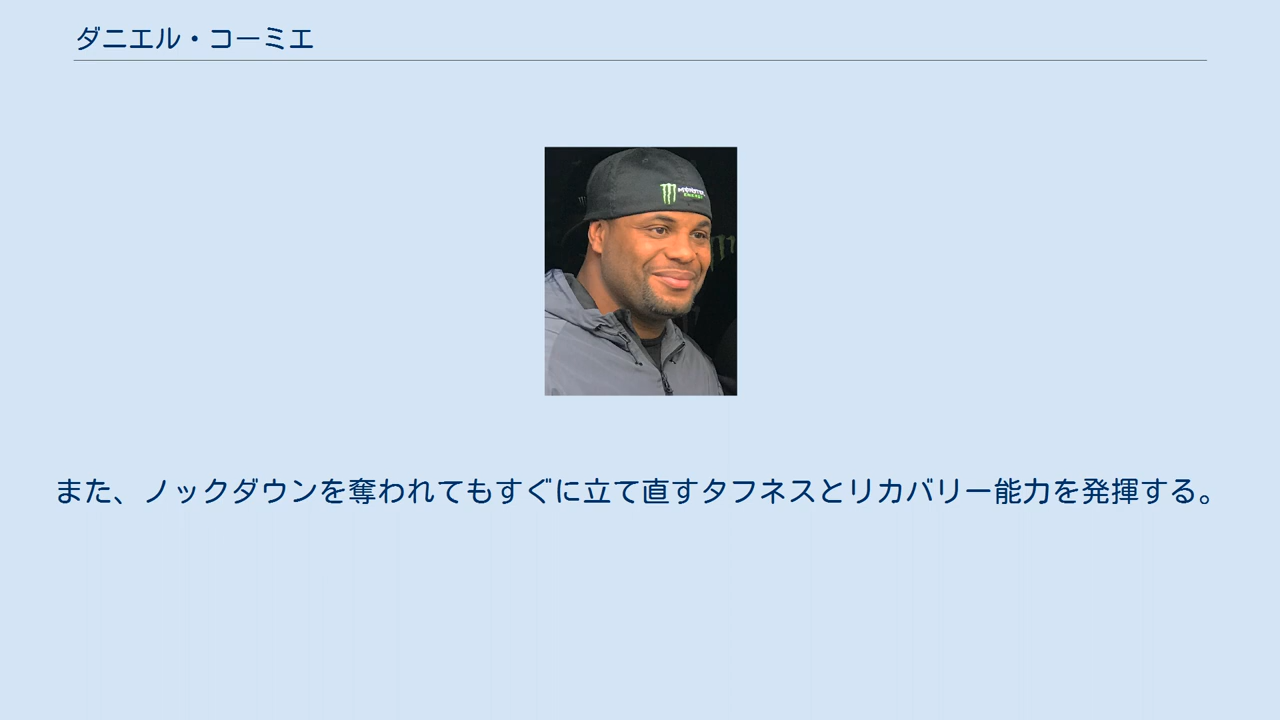 ダニエル・コーミエ
MONSTER
ENERGY
また、ノックダウンを奪われてもすぐに立て直すタフネスとリカバリー能力を発揮する。